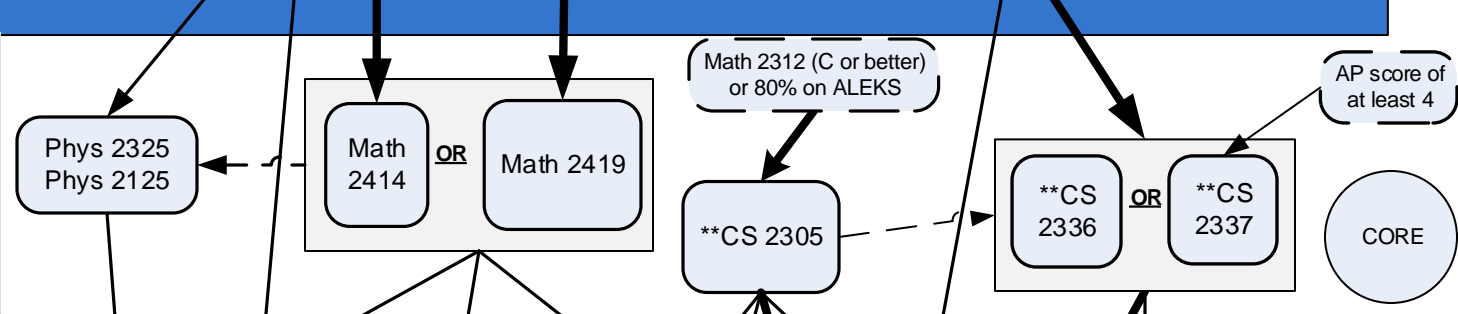 Math 2312 (C or better)
or 80% on ALEKS
AP score of
at least 4
Phys 2325
Phys 2125
Math
2414
OR
Math 2419
**CS 2305
**CS
2336
OR
**CS
2337
CORE